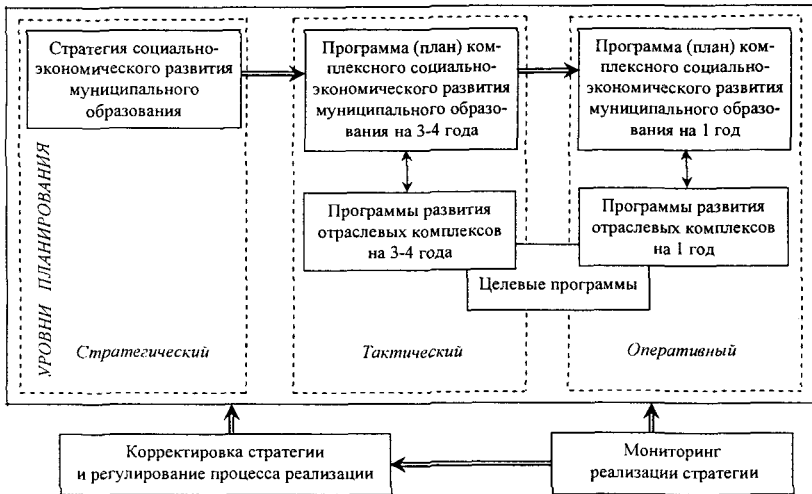 Стратегия социально-
экономического развития
муниципального
образования
Программа (план) ком-
плексного социально-
экономического развития
муниципального образо-
вания на 3-4 года
Программа (план) ком-
плексного социально-
экономического развития
муниципального образо-
вания на 1 год
Программы развития
отраслевых комплексов
на 3-4 года
Программы развития
отраслевых комплексов
на 1 год
Целевые программы
УРОВНИ ПЛАНИРОВАНИЯ
Стратегический
Тактический
Оперативный
Корректировка стратегии
и регулирование процесса реализации
Мониторинг
реализации стратегии